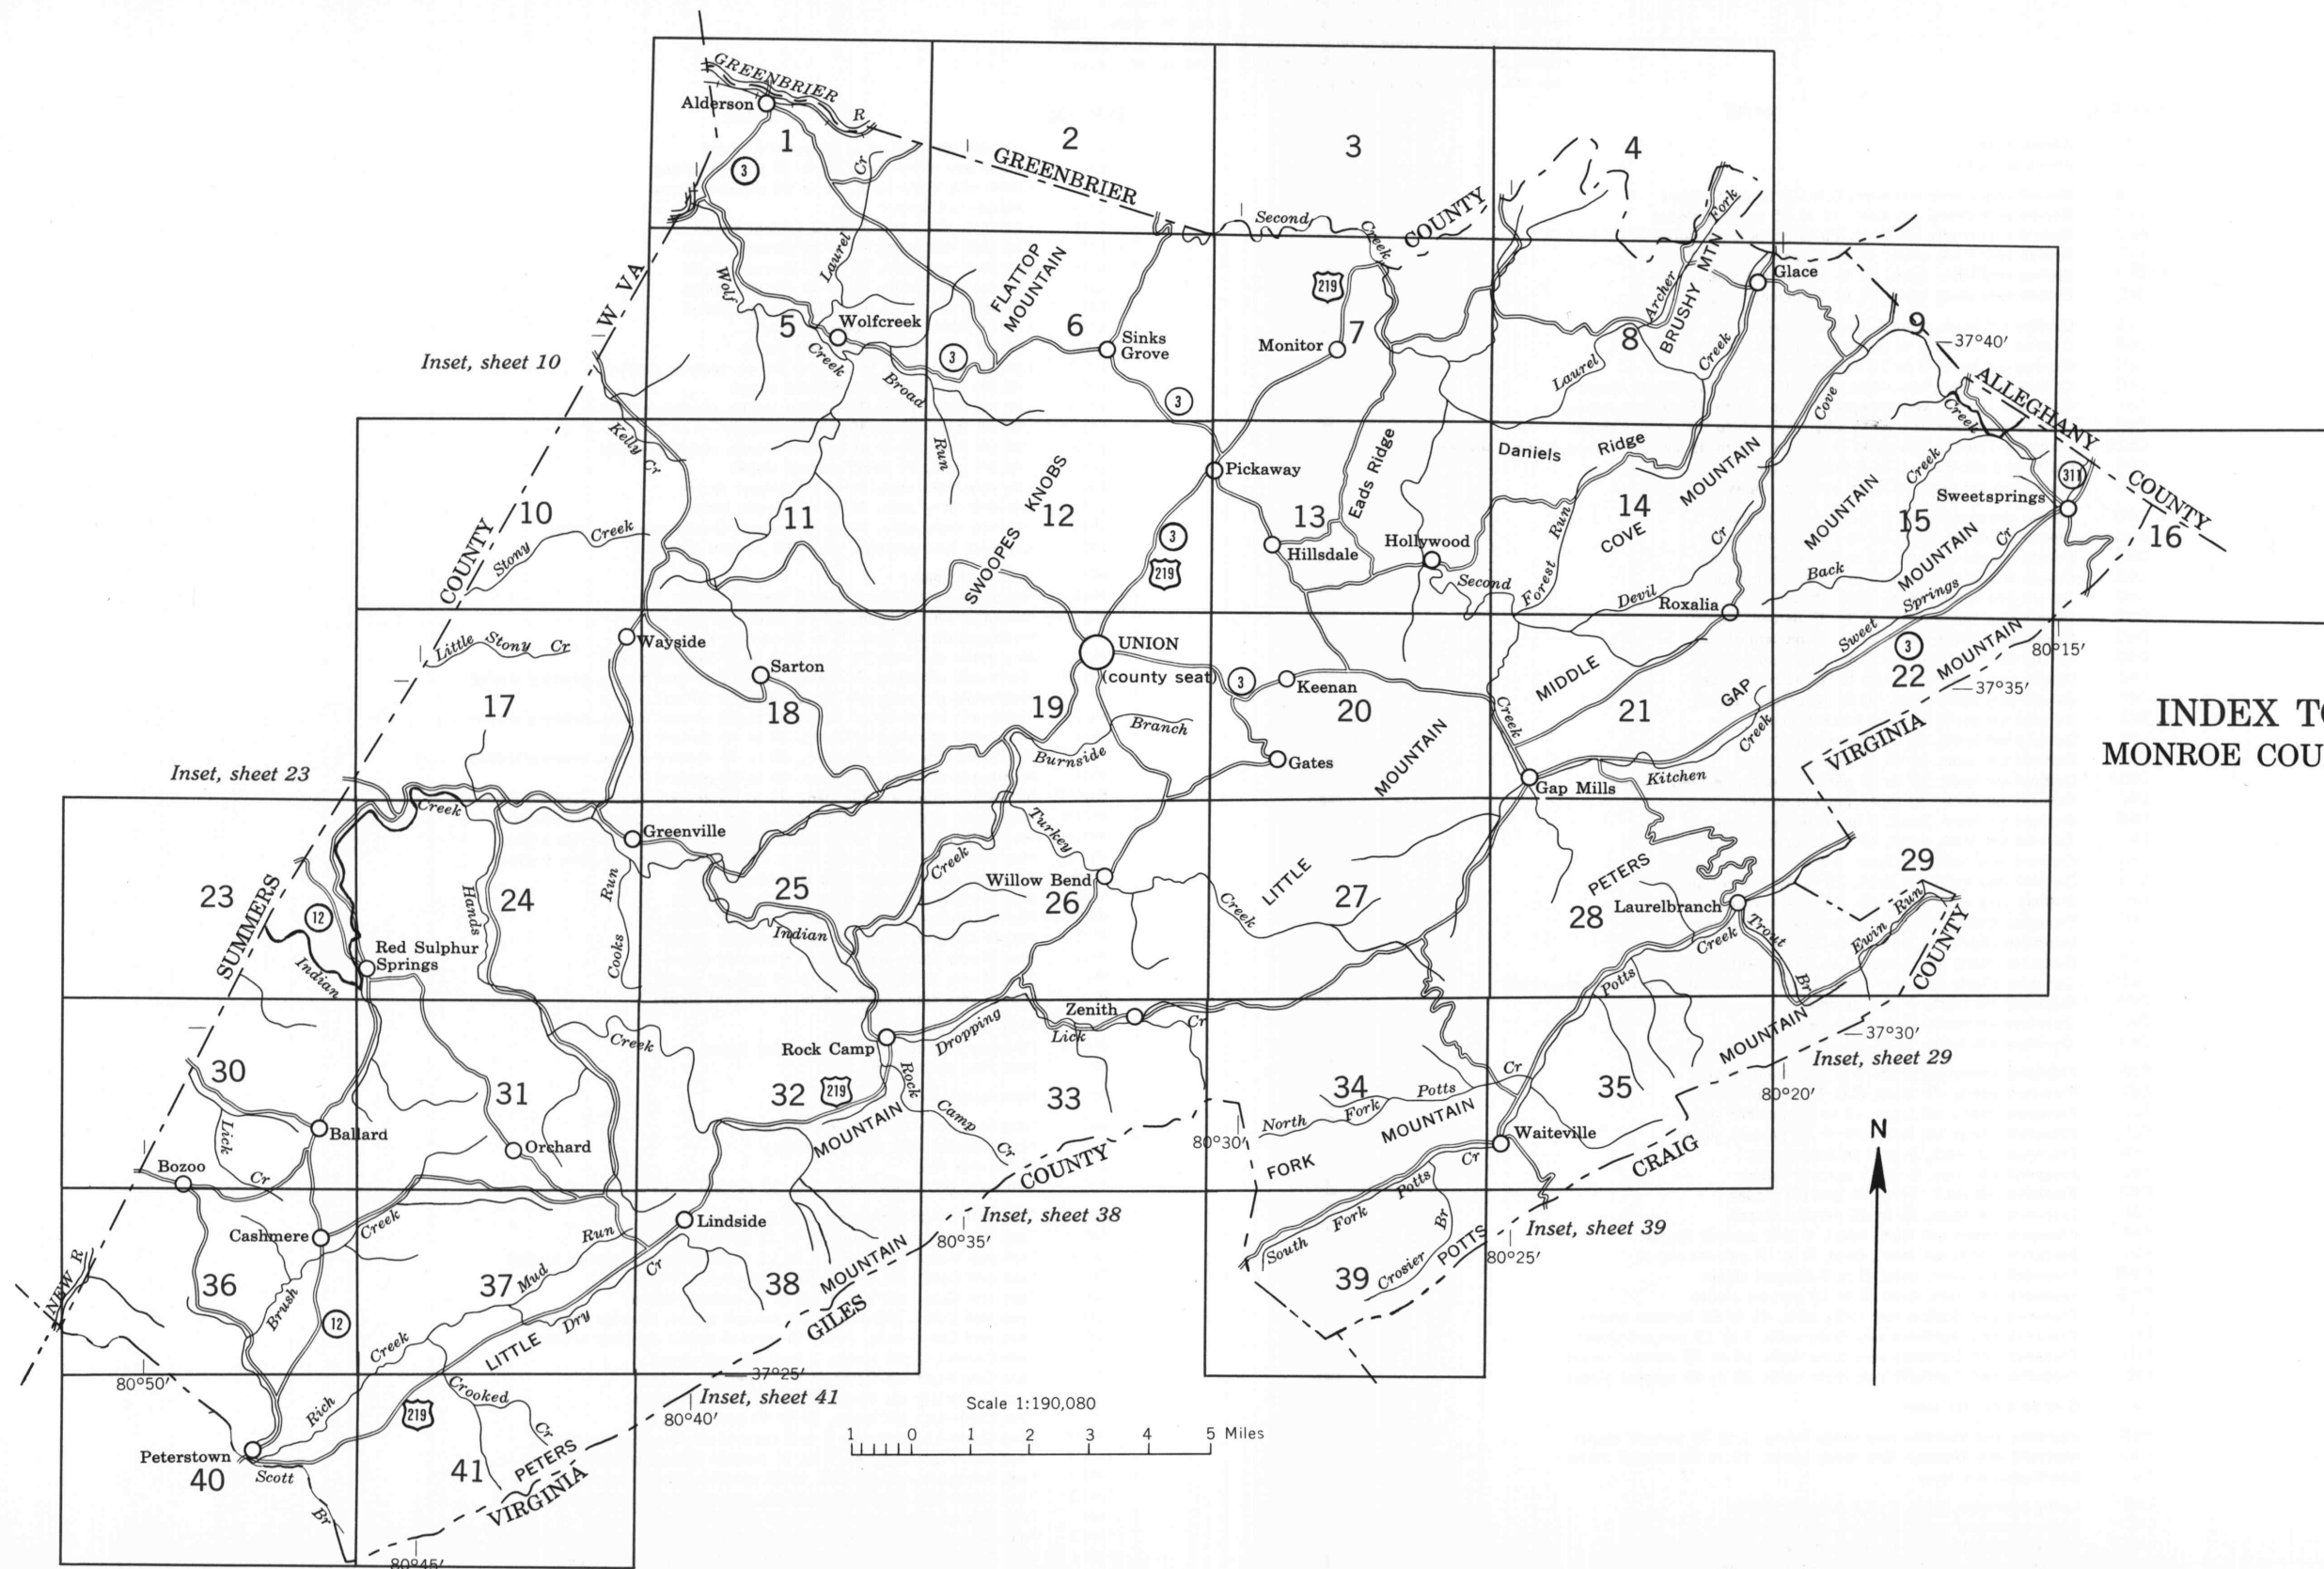 GREENBRIER
R
Alderson
1
2
3
4
3
Cr
GREENBRIER
COUNTY
Second
Creek
Fork
W VA
Laurel
Wolf
FLATTOP
MOUNTAIN
219
Archer
BRUSHY MTN
Glace
5
Wolfcreek
Creek
3
Broad
6
Sinks
Grove
Monitor
7
8
Laurel
Creek
9
37°40'
Inset, sheet 10
3
Cove
ALLEGHANY
Creek
COUNTY
Kelly Cr
Run
Pickaway
Eads Ridge
Daniels
Ridge
MOUNTAIN
MOUNTAIN
Creek
Sweetsprings
311
10
11
SWOOPES
KNOBS
12
13
14
15
16
COUNTY
Stony
Creek
3
219
Hillsdale
Hollywood
Run
Forest
COVE
Cr
MOUNTAIN
Cr
Second
Devil
Roxalia
Back
Springs
Sweet
Little Stony Cr
Wayside
Sarton
UNION
(county seat)
3
Keenan
MIDDLE
GAP
3
MOUNTAIN
80°15'
37°35'
17
18
19
20
21
22
Branch
Burnside
Gates
MOUNTAIN
Creek
Creek
Kitchen
VIRGINIA
INDEX T
MONROE COU
Inset, sheet 23
Gap Mills
Creek
Greenville
Turkey
Creek
Willow Bend
Creek
LITTLE
PETERS
29
23
SUMMERS
12
Hands
24
Run
Cooks
25
Indian
26
27
28
Laurelbranch
Trout
Br
Creek
Ewin Run
COUNTY
Red Sulphur
Springs
Indian
Potts
Zenith
Lick
Cr
Rock Camp
Dropping
Creek
MOUNTAIN
37°30'
Inset, sheet 29
80°20'
30
31
32
219
Rock
Camp
Cr
33
34
35
Potts
Cr
North
Fork
MOUNTAIN
Waiteville
Lick
Cr
Ballard
Orchard
MOUNTAIN
80°30'
COUNTY
FORK
Cr
Potts
CRAIG
Bozoo
Cashmere
Creek
Run
Lindside
Inset, sheet 38
80°35'
South
Fork
Br
Crosier
POTTS
Inset, sheet 39
80°25'
N
NEW R
36
Brush
37
Mud
Cr
38
MOUNTAIN
GILES
39
12
Creek
LITTLE
Dry
80°50'
37°25'
Inset, sheet 41
80°40'
Rich
219
Crooked
Cr
Scale 1:190,080
1 0 1 2 3 4 5 Miles
Peterstown
40
Scott
Br
41
PETERS
VIRGINIA
80°45'